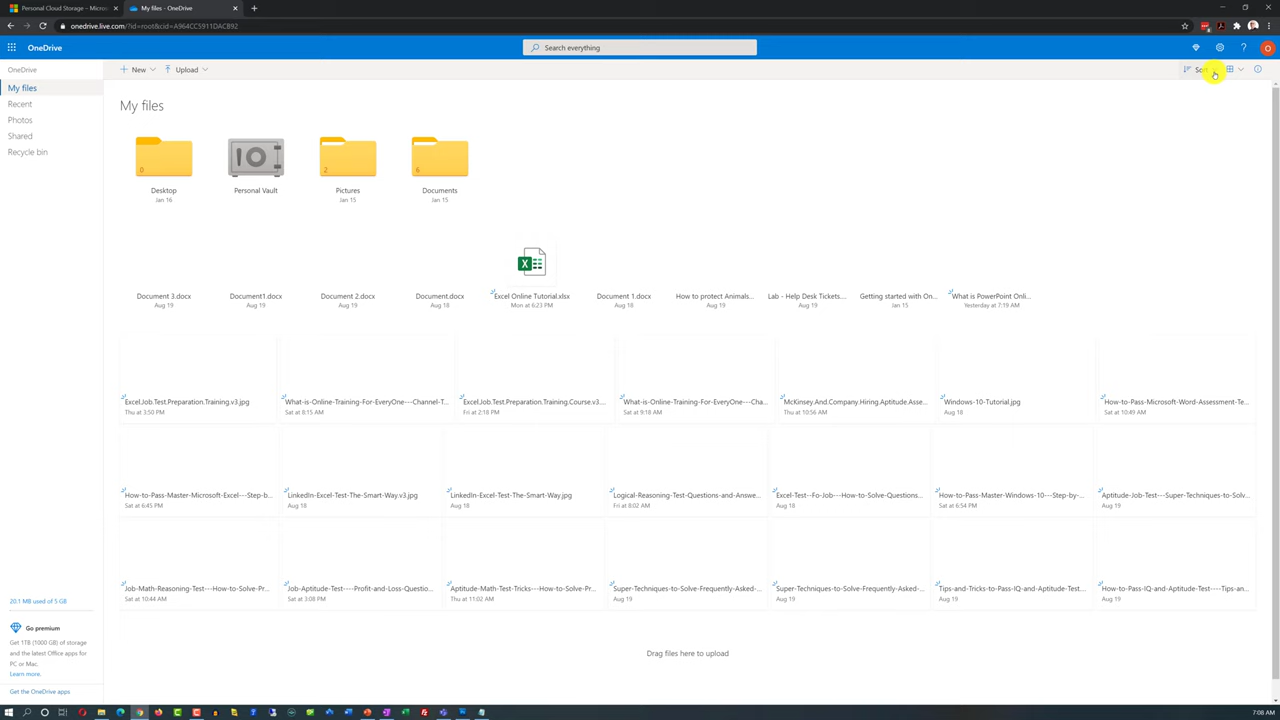 Personal Cloud Storage – Micros
My files - OneDrive
onedrive.live.com/?id=root&cid=A964CC5911DAC892
OneDrive
Search everything
O
OneDrive
New
Upload
Sort
My files
Recent
Photos
Shared
Recycle bin
My files
0
2
6
Desktop
Personal Vault
Pictures
Documents
Jan 16
Jan 15
Jan 15
X
Document 3.docx
Document1.docx
Document 2.docx
Document.docx
Excel Online Tutorial.xlsx
Document 1.docx
How to protect Animals...
Lab - Help Desk Tickets....
Getting started with On...
What is PowerPoint Onli...
Aug 19
Aug 19
Aug 19
Aug 18
Mon at 6:23 PM
Aug 18
Aug 19
Aug 19
Jan 15
Yesterday at 7:19 AM
Excel.Job.Test.Preparation.Training.v3.jpg
What-is-Online-Training-For-EveryOne---Channel-T...
Excel.Job.Test.Preparation.Training.Course.v3....
What-is-Online-Training-For-EveryOne---Cha...
McKinsey.And.Company.Hiring.Aptitude.Asse...
Windows-10-Tutorial.jpg
How-to-Pass-Microsoft-Word-Assessment-Te...
Thu at 3:50 PM
Sat at 8:15 AM
Fri at 2:18 PM
Sat at 9:18 AM
Thu at 10:56 AM
Aug 18
Sat at 10:49 AM
How-to-Pass-Master-Microsoft-Excel---Step-b...
LinkedIn-Excel-Test-The-Smart-Way.v3.jpg
LinkedIn-Excel-Test-The-Smart-Way.jpg
Logical-Reasoning-Test-Questions-and-Answe...
Excel-Test--Fo-Job---How-to-Solve-Questions...
How-to-Pass-Master-Windows-10---Step-by-...
Aptitude-Job-Test---Super-Techniques-to-Solv...
Sat at 6:45 PM
Aug 18
Aug 18
Fri at 8:02 AM
Aug 18
Sat at 6:54 PM
Aug 19
Job-Math-Reasoning-Test---How-to-Solve-Pr...
Job-Aptitude-Test----Profit-and-Loss-Questio...
Aptitude-Math-Test-Tricks---How-to-Solve-Pr...
Super-Techniques-to-Solve-Frequently-Asked-...
Super-Techniques-to-Solve-Frequently-Asked-...
Tips-and-Tricks-to-Pass-IQ-and-Aptitude-Test....
How-to-Pass-IQ-and-Aptitude-Test----Tips-an...
Sat at 10:44 AM
Sat at 3:08 PM
Thu at 11:02 AM
Aug 19
Aug 19
Aug 19
Aug 19
Drag files here to upload
20.1 MB used of 5 GB
Go premium
Get 1TB (1000 GB) of storage
and the latest Office apps for
PC or Mac.
Learn more.
Get the OneDrive apps
7:08 AM